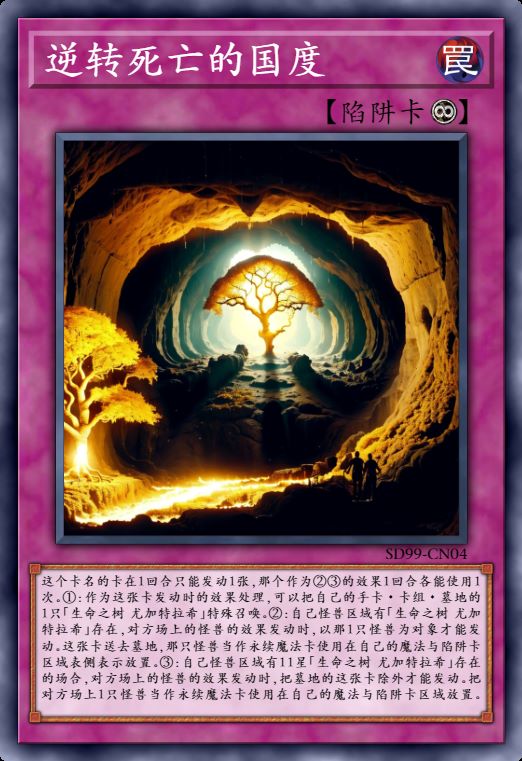 逆转死亡的国度
罠
【陷阱卡】
SD99-CN04
这个卡名的卡在1回合只能发动1张,那个作为②③的效果1回合各能使用1
次。①:作为这张卡发动时的效果处理,可以把自己的手卡・卡组・墓地的
1只「生命之树 尤加特拉希」特殊召唤。②:自己怪兽区域有「生命之树 尤加
特拉希」存在,对方场上的怪兽的效果发动时,以那1只怪兽为对象才能发
动。这张卡送去墓地,那只怪兽当作永续魔法卡使用在自己的魔法与陷阱卡
区域表侧表示放置。③:自己怪兽区域有11星「生命之树 尤加特拉希」存在
的场合,对方场上的怪兽的效果发动时,把墓地的这张卡除外才能发动。把
对方场上1只怪兽当作永续魔法卡使用在自己的魔法与陷阱卡区域放置。